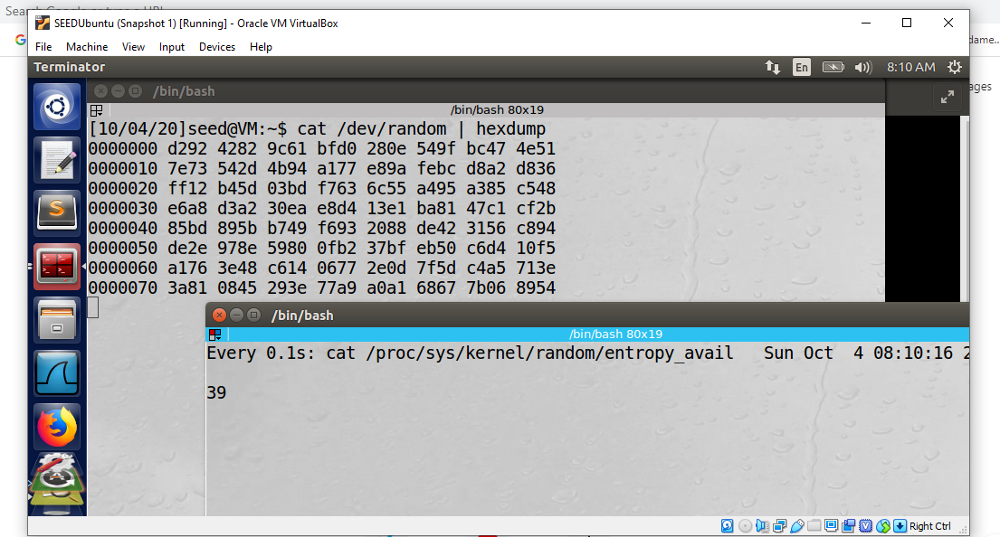 SEEDUbuntu (Snapshot 1) [Running] - Oracle VM VirtualBox
File Machine View Input Devices Help
dame...
Terminator
En
8:10 AM
ages
/bin/bash
/bin/bash 80x19
[10/04/20]seed@VM:~$ cat /dev/random | hexdump
0000000 d292 4282 9c61 bfd0 280e 549f bc47 4e51
0000010 7e73 542d 4b94 a177 e89a febc d8a2 d836
0000020 ff12 b45d 03bd f763 6c55 a495 a385 c548
0000030 e6a8 d3a2 30ea e8d4 13e1 ba81 47c1 cf2b
0000040 85bd 895b b749 f693 2088 de42 3156 c894
0000050 de2e 978e 5980 0fb2 37bf eb50 c6d4 10f5
0000060 a176 3e48 c614 0677 2e0d 7f5d c4a5 713e
0000070 3a81 0845 293e 77a9 a0a1 6867 7b06 8954
/bin/bash
/bin/bash 80x19
Every 0.1s: cat /proc/sys/kernel/random/entropy_avail Sun Oct 4 08:10:16 2
39
Right Ctrl